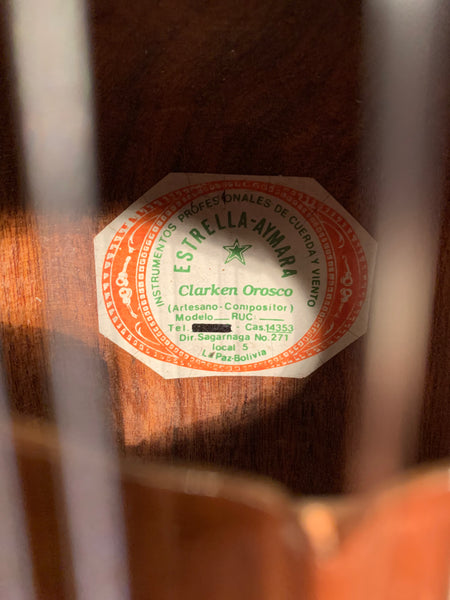 INSTRUMENTOS PROFESIONALES DE CUERDA Y VIENTO
ESTRELLA-AYMARA
Clarken Orosco
(Artesano-Compositor)
Modelo RUC:
Tel. Cas.14353
Dir. Sagarnaga No. 271
local 5
La Paz-Bolivia